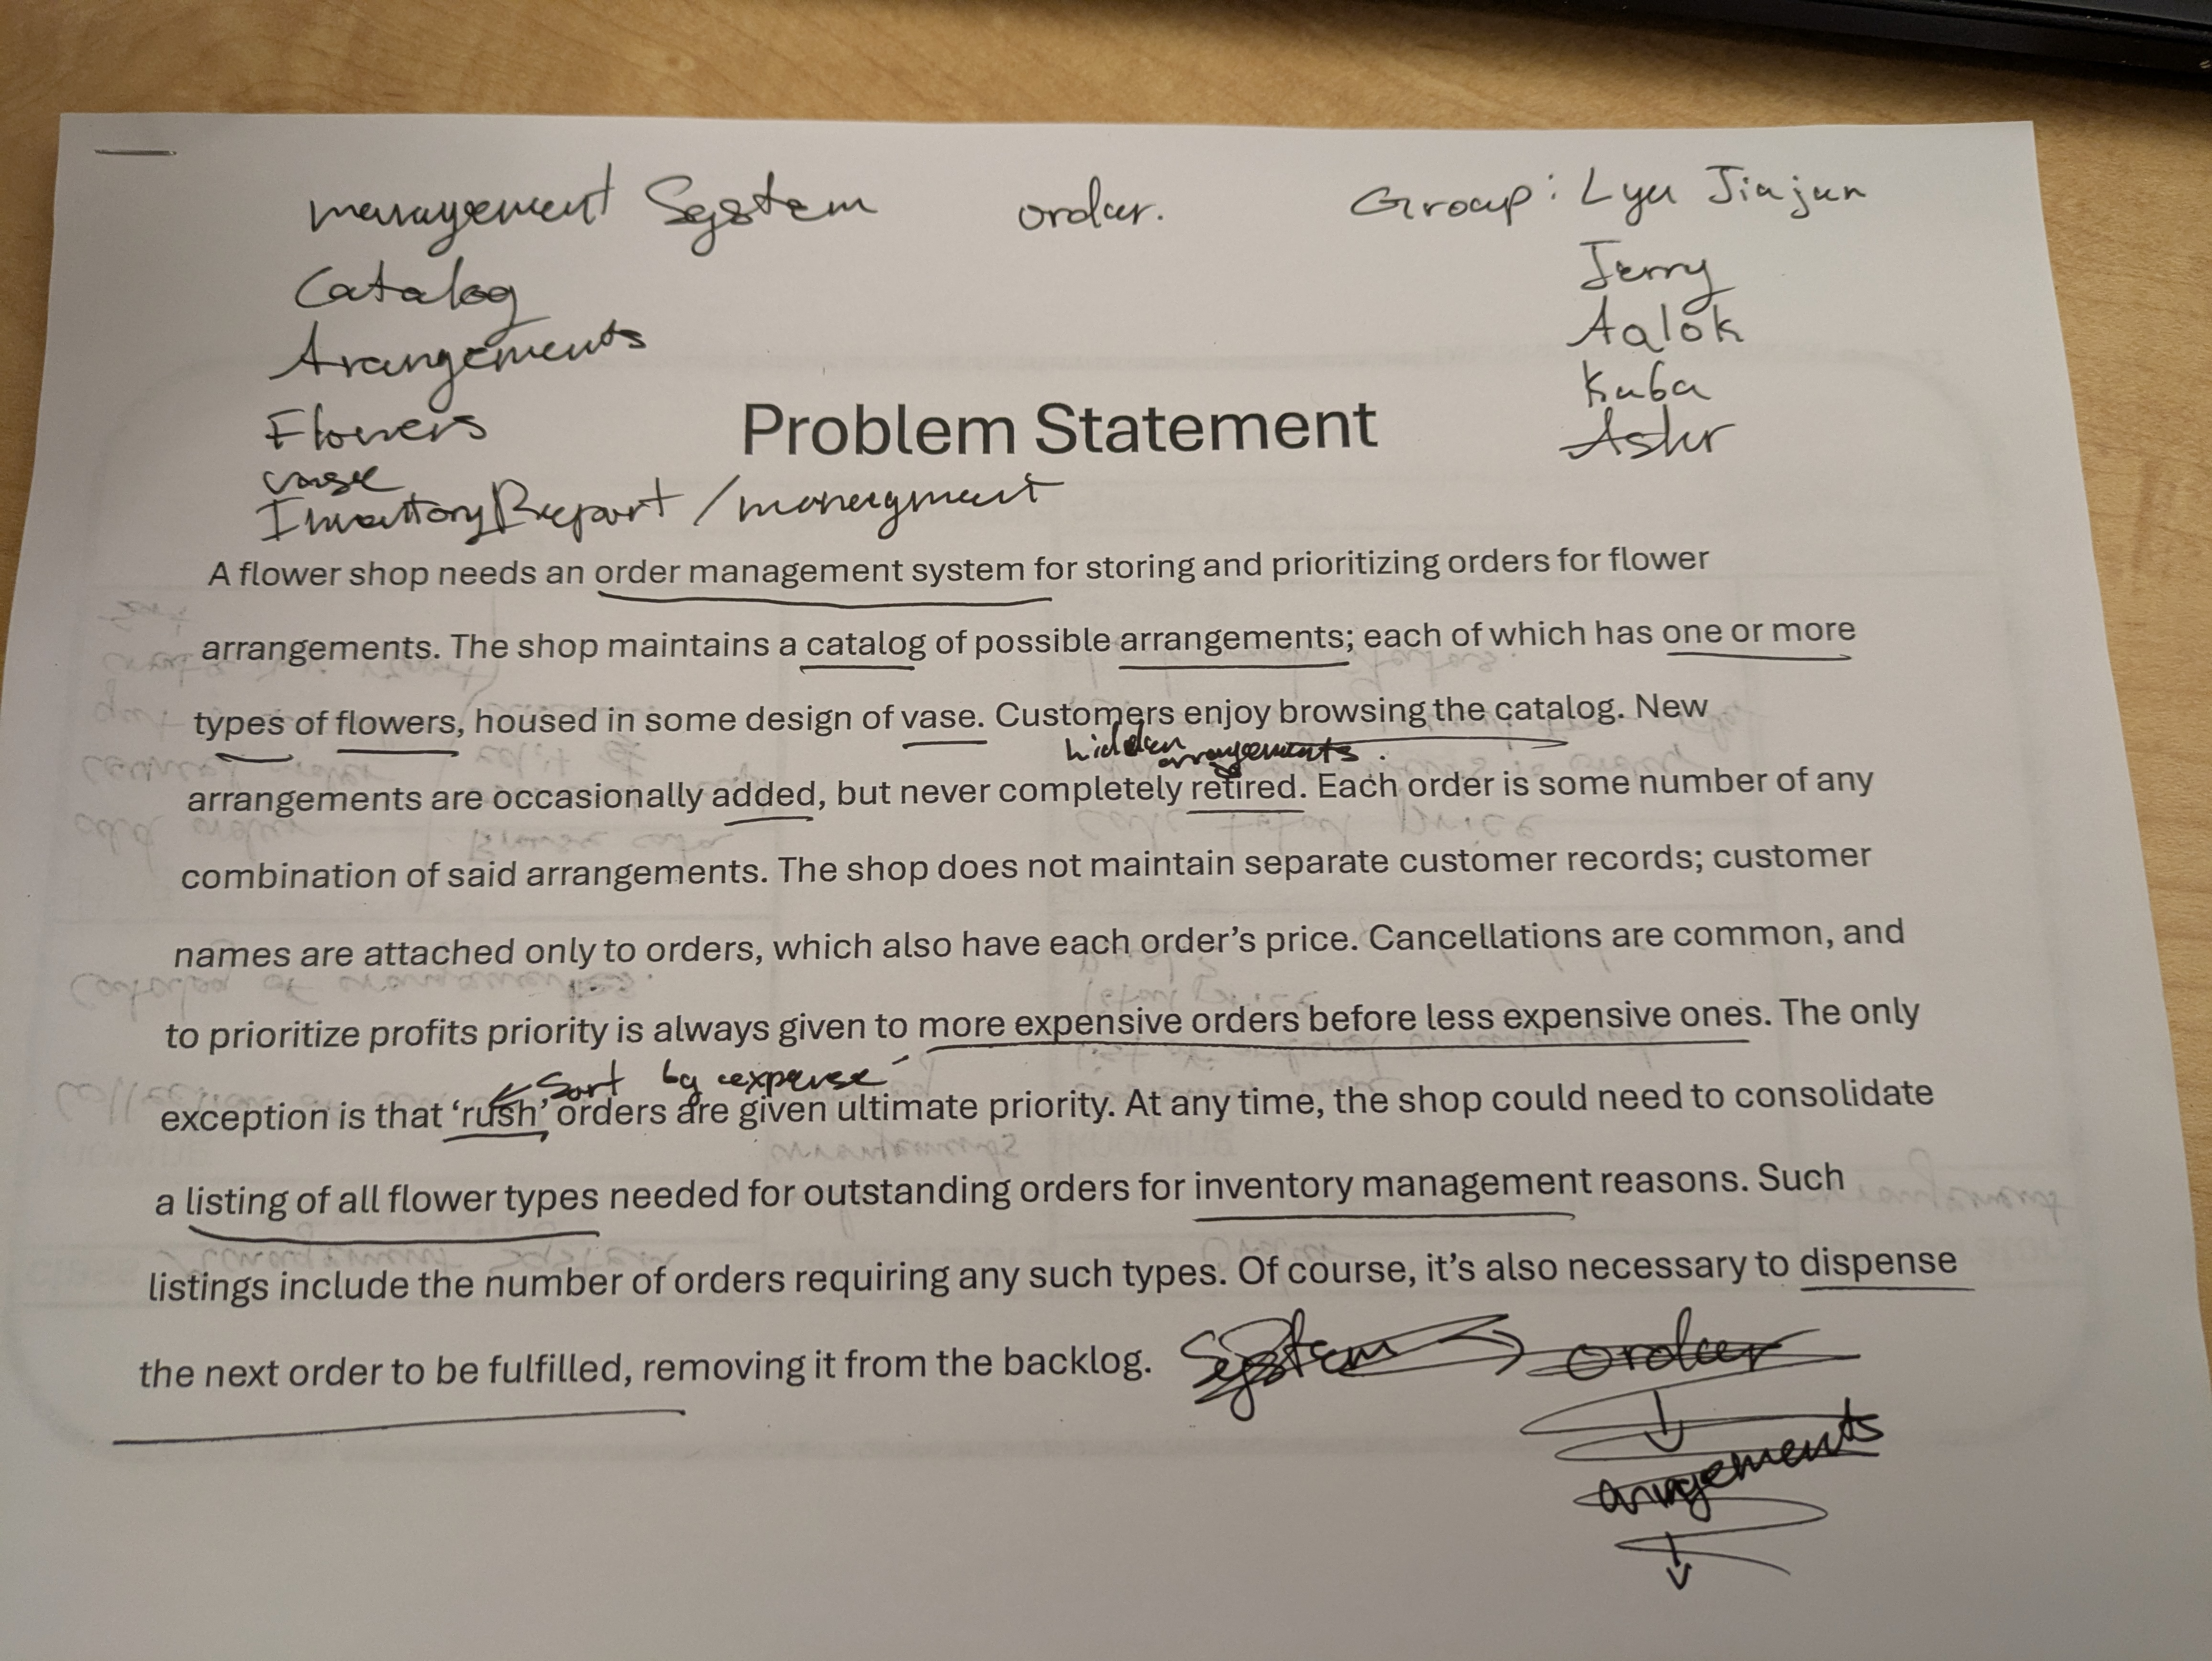 management System order. Group: Lyu Jiajun
Jerry
Catalog
Aalok
Arangements
Kuba
Flowers
Problem Statement
vase
Inventory Report / managment
A flower shop needs an order management system for storing and prioritizing orders for flower
arrangements. The shop maintains a catalog of possible arrangements; each of which has one or more
types of flowers, housed in some design of vase. Customers enjoy browsing the catalog. New
hidden arrangements.
arrangements are occasionally added, but never completely retired. Each order is some number of any
combination of said arrangements. The shop does not maintain separate customer records; customer
names are attached only to orders, which also have each order's price. Cancellations are common, and
to prioritize profits priority is always given to more expensive orders before less expensive ones. The only
sort by expense
exception is that 'rush' orders are given ultimate priority. At any time, the shop could need to consolidate
a listing of all flower types needed for outstanding orders for inventory management reasons. Such
listings include the number of orders requiring any such types. Of course, it's also necessary to dispense
the next order to be fulfilled, removing it from the backlog. System order
arngements